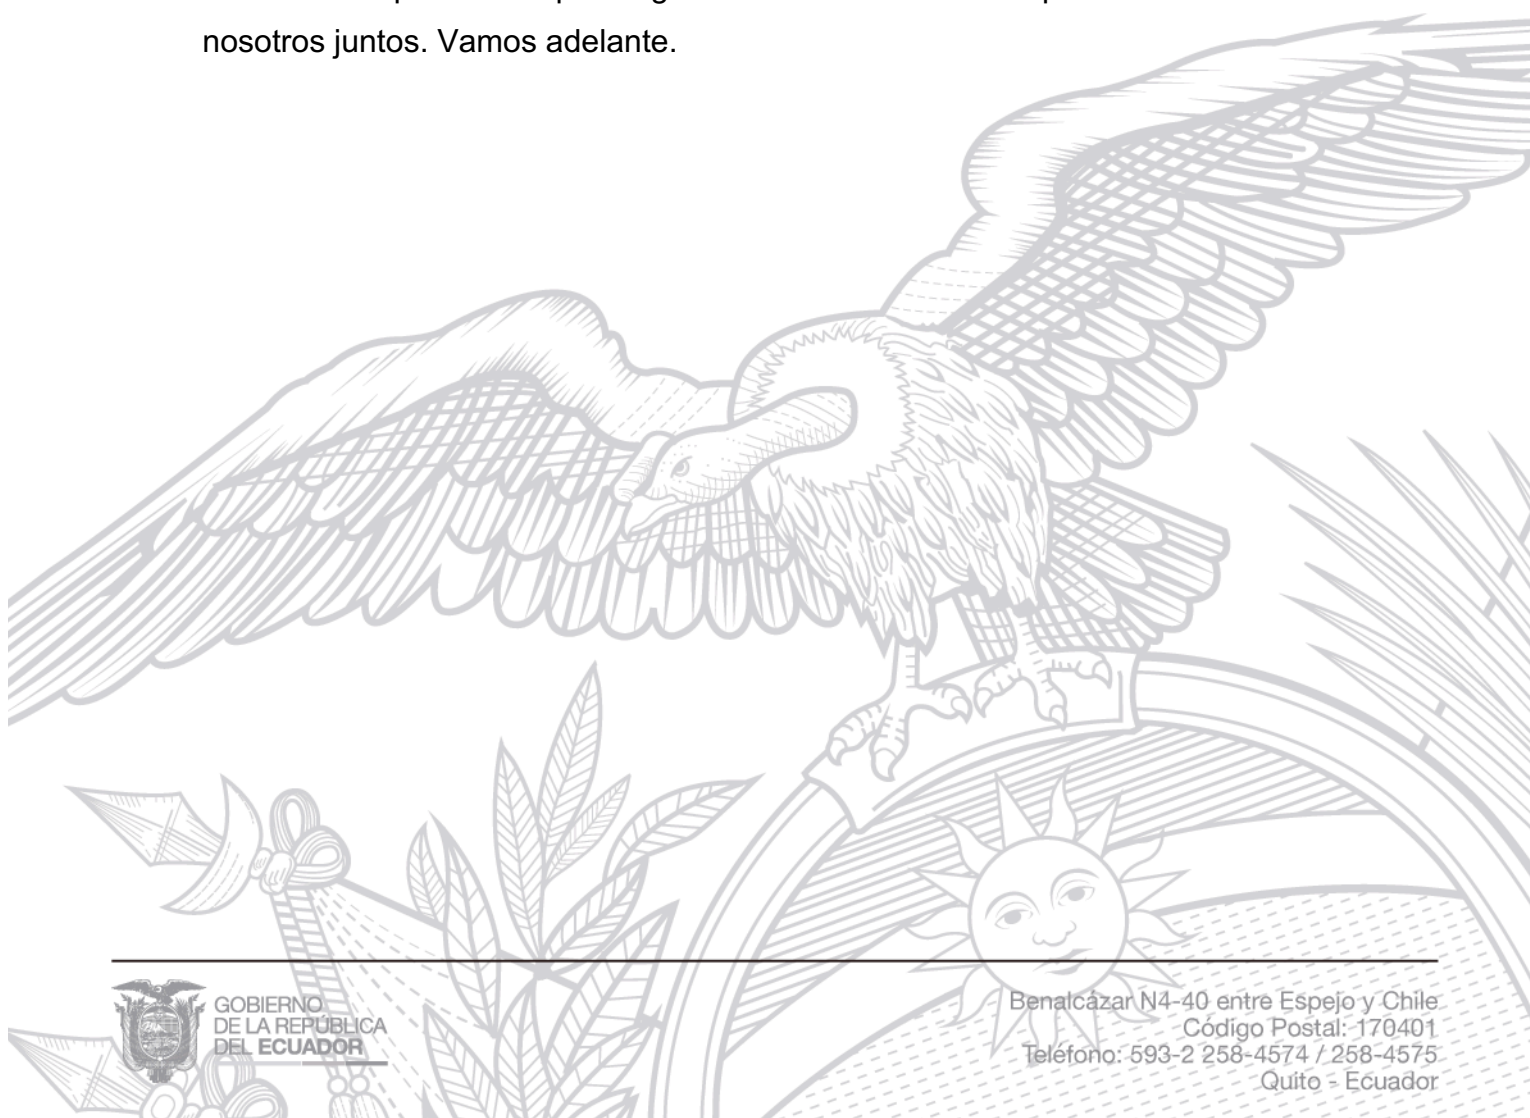 nosotros juntos. Vamos adelante.
GOBIERNO
DE LA REPÚBLICA
DEL ECUADOR
Benalcázar N4-40 entre Espejo y Chile
Código Postal: 170401
Teléfono: 593-2 258-4574 / 258-4575
Quito - Ecuador